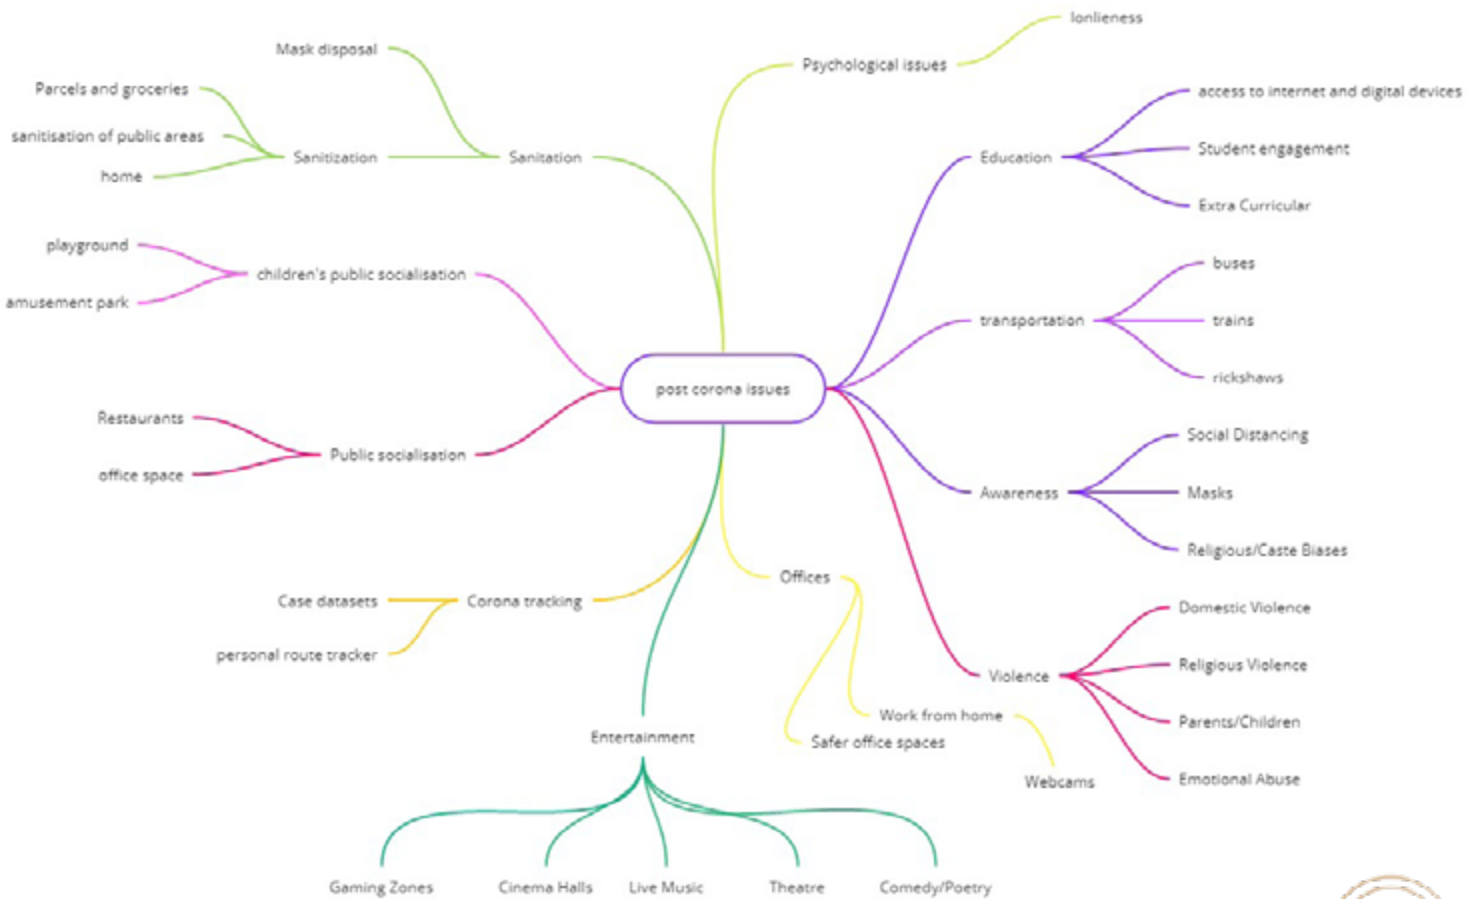 lonlieness
Psychological issues
Mask disposal
Parcels and groceries
sanitisation of public areas
home
Sanitization
Sanitation
access to internet and digital devices
Education
Student engagement
Extra Curricular
playground
children's public socialisation
amusement park
buses
transportation
trains
rickshaws
post corona issues
Restaurants
Public socialisation
office space
Social Distancing
Awareness
Masks
Religious/Caste Biases
Offices
Case datasets
Corona tracking
personal route tracker
Domestic Violence
Religious Violence
Violence
Parents/Children
Emotional Abuse
Work from home
Safer office spaces
Webcams
Entertainment
Gaming Zones
Cinema Halls
Live Music
Theatre
Comedy/Poetry